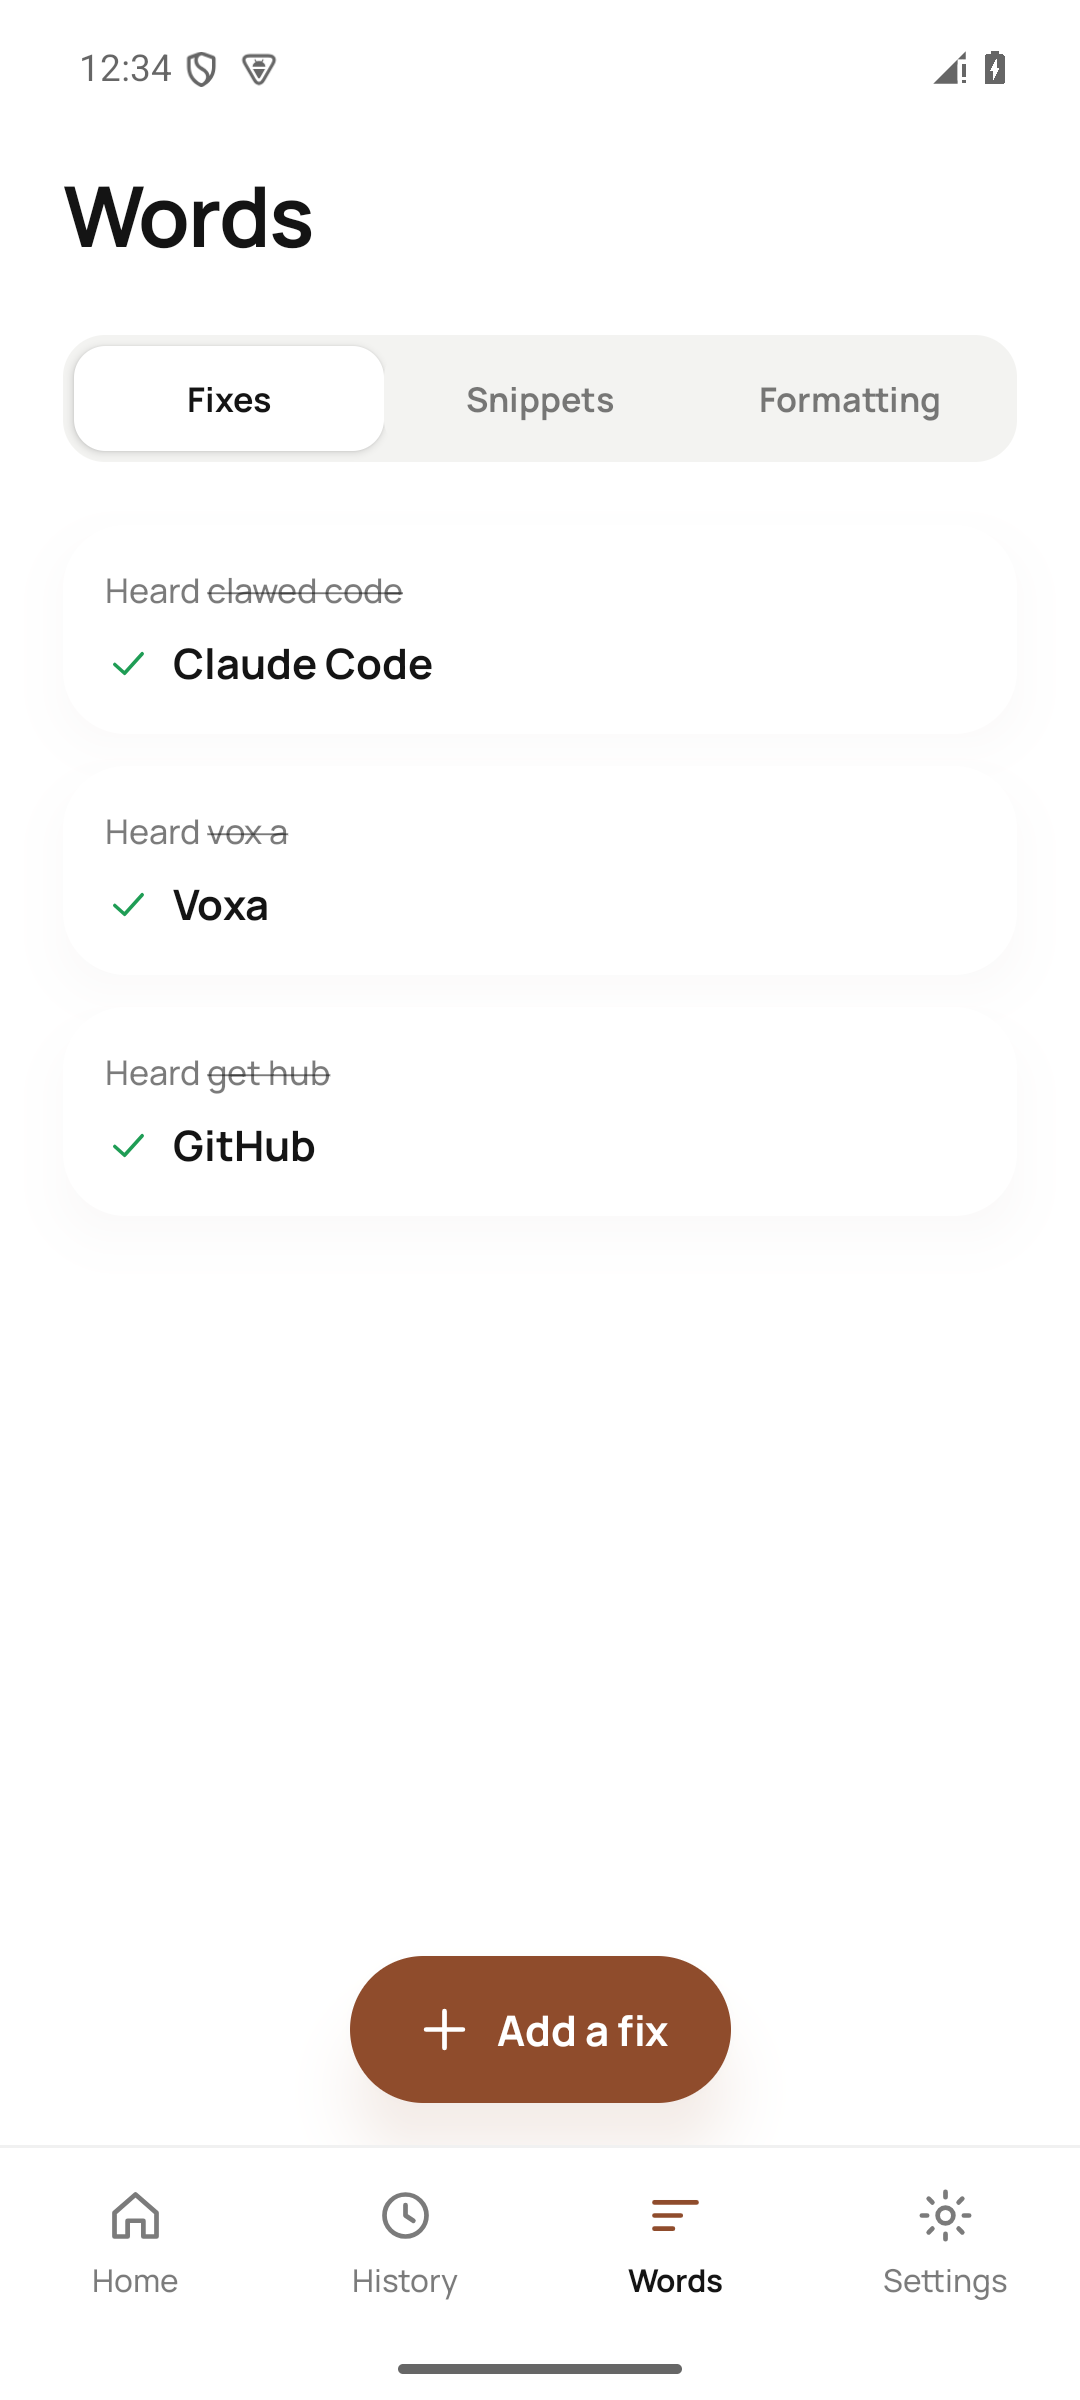 12:34
Words
Fixes Snippets Formatting
Heard clawed code
Claude Code
Heard vox a
Voxa
Heard get hub
GitHub
Add a fix
Home History Words Settings